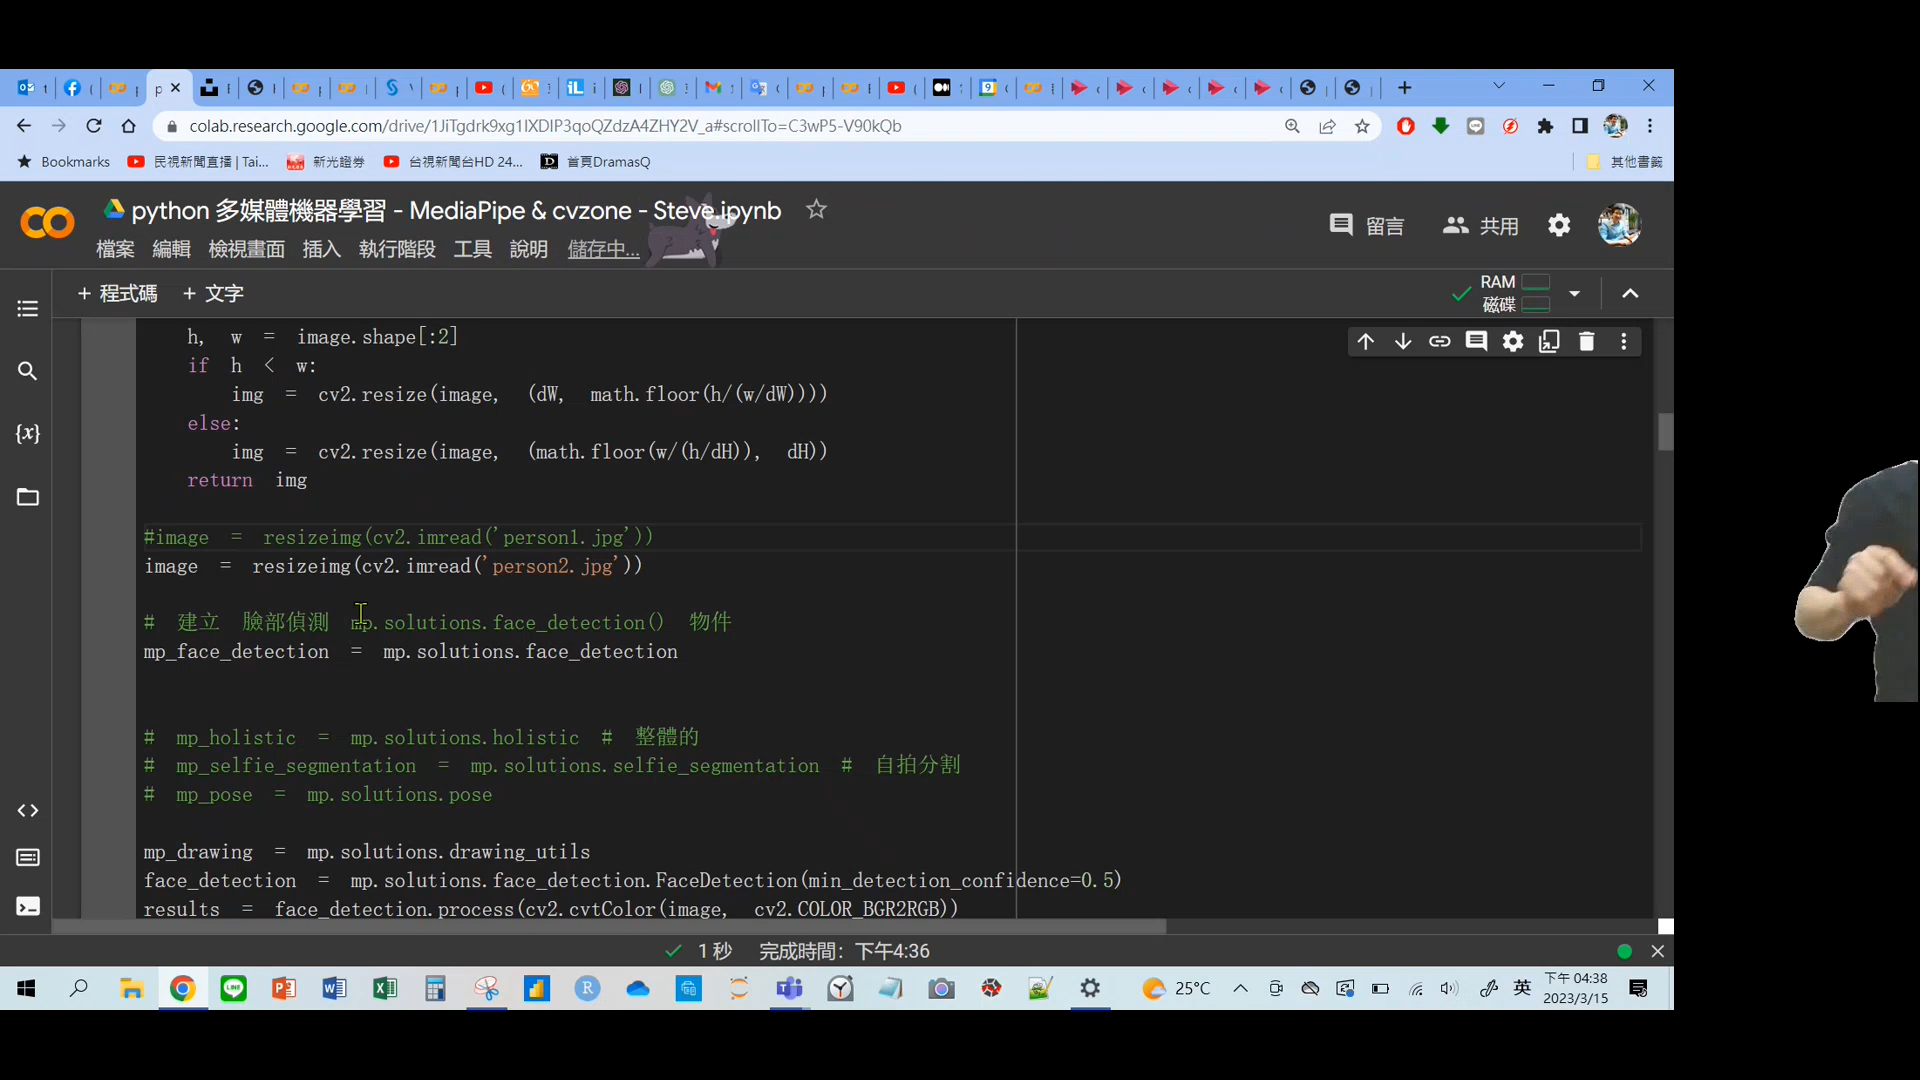 colab.research.google.com/drive/1JiTgdrk9xg1IXDIP3qoQZdzA4ZHY2V_a#scrollTo=C3wP5-V90kQb
Bookmarks 民視新聞直播 | Tai... 新光證券 台視新聞台HD 24... 首頁DramasQ 其他書籤
python 多媒體機器學習 - MediaPipe & cvzone - Steve.ipynb
留言 共用
檔案 編輯 檢視畫面 插入 執行階段 工具 說明 儲存中...
+ 程式碼 + 文字 RAM
磁碟
h, w = image.shape[:2]
if h < w:
img = cv2.resize(image, (dW, math.floor(h/(w/dW))))
else:
img = cv2.resize(image, (math.floor(w/(h/dH)), dH))
return img
#image = resizeimg(cv2.imread('person1.jpg'))
image = resizeimg(cv2.imread('person2.jpg'))
# 建立 臉部偵測 mp.solutions.face_detection() 物件
mp_face_detection = mp.solutions.face_detection
# mp_holistic = mp.solutions.holistic # 整體的
# mp_selfie_segmentation = mp.solutions.selfie_segmentation # 自拍分割
# mp_pose = mp.solutions.pose
mp_drawing = mp.solutions.drawing_utils
face_detection = mp.solutions.face_detection.FaceDetection(min_detection_confidence=0.5)
results = face_detection.process(cv2.cvtColor(image, cv2.COLOR_BGR2RGB))
1 秒 完成時間: 下午4:36
25°C 英 下午 04:38
2023/3/15